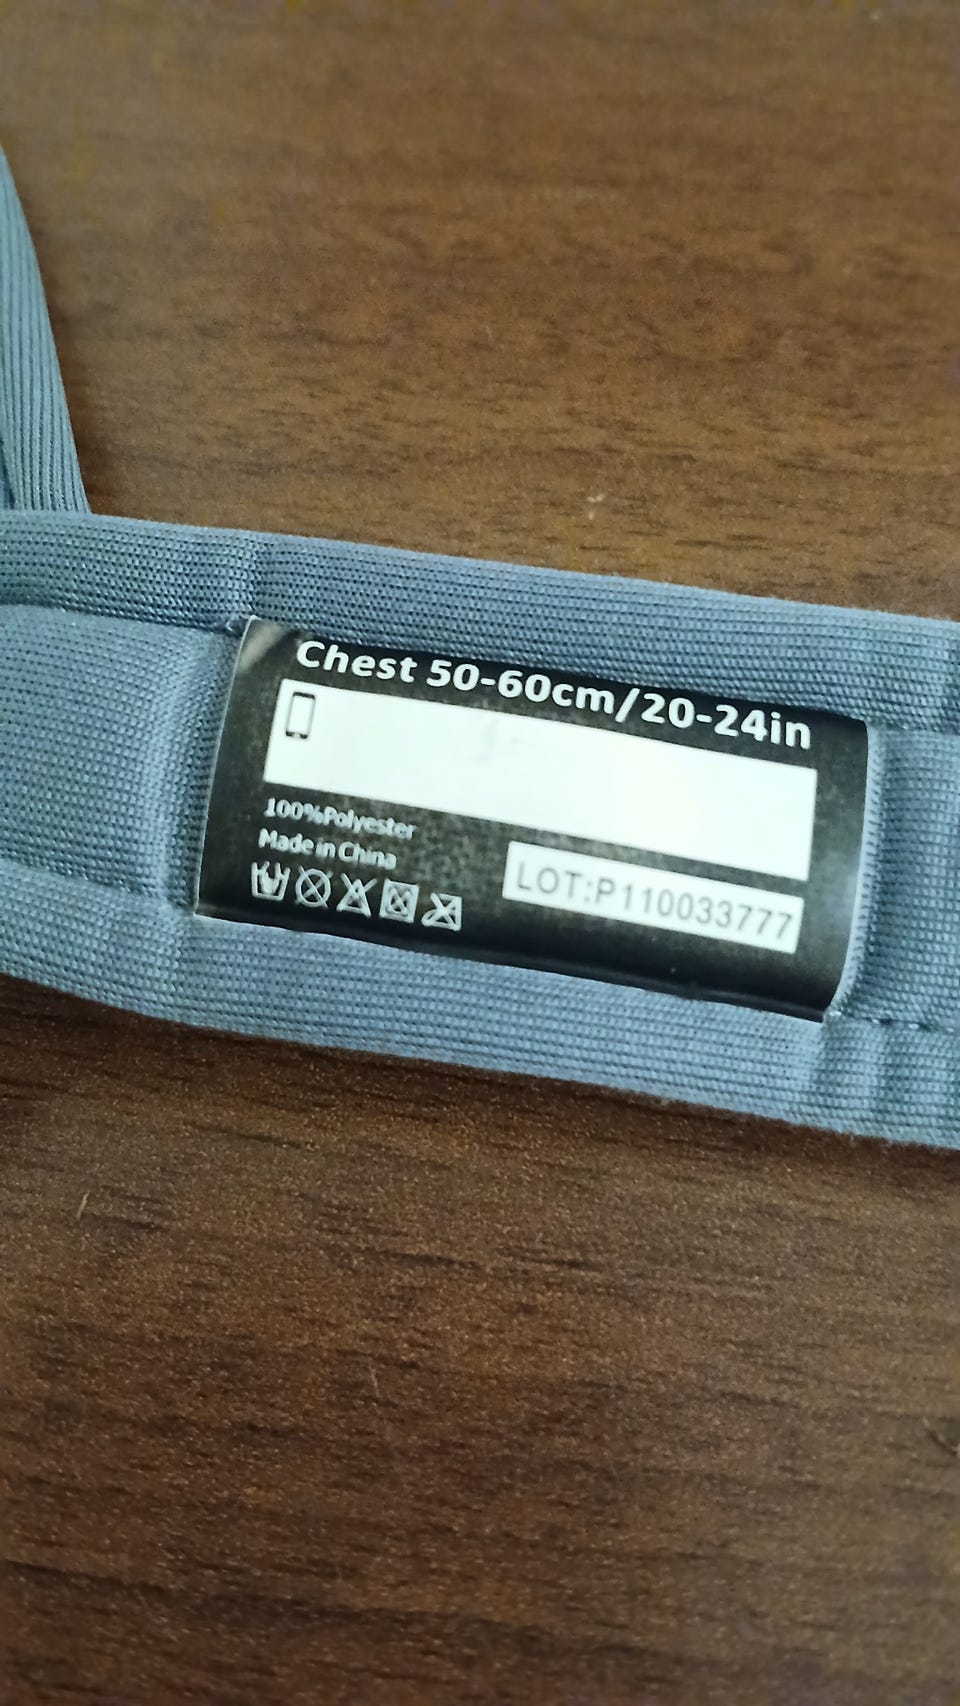 Chest 50-60cm/20-24in
100%Polyester
Made in China
LOT:P110033777